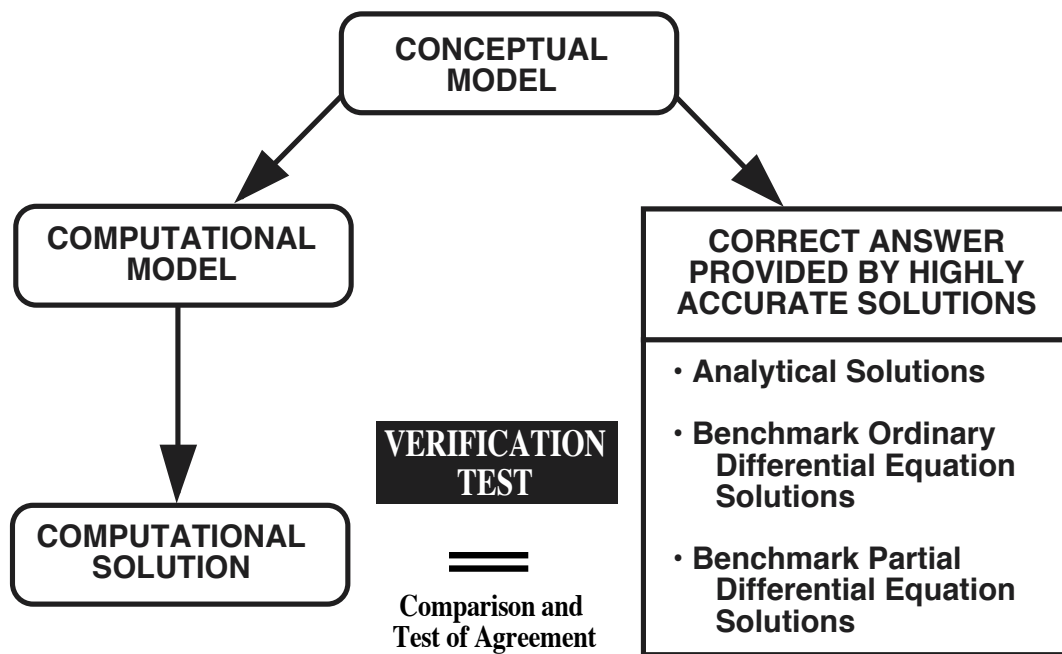 CONCEPTUAL
MODEL
COMPUTATIONAL
MODEL
CORRECT ANSWER
PROVIDED BY HIGHLY
ACCURATE SOLUTIONS
· Analytical Solutions
· Benchmark Ordinary
Differential Equation
Solutions
· Benchmark Partial
Differential Equation
Solutions
VERIFICATION
TEST
COMPUTATIONAL
SOLUTION
=
Comparison and
Test of Agreement